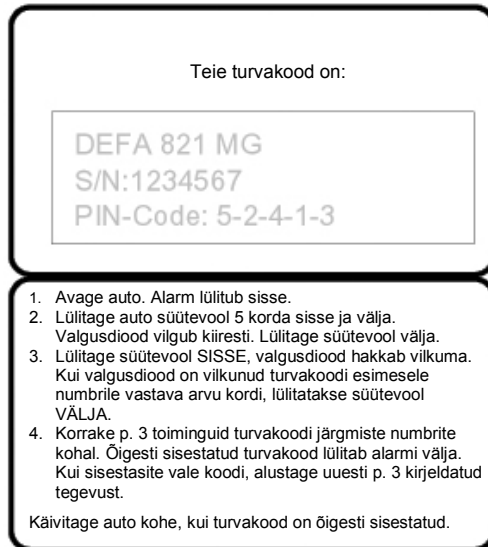 Teie turvakood on:
DEFA 821 MG
S/N:1234567
PIN-Code: 5-2-4-1-3
1. Avage auto. Alarm lülitub sisse.
2. Lülitage auto süütevool 5 korda sisse ja välja.
Valgusdiood vilgub kiiresti. Lülitage süütevool välja.
3. Lülitage süütevool SISSE, valgusdiood hakkab vilkuma.
Kui valgusdiood on vilkunud turvakoodi esimesele
numbrile vastava arvu kordi, lülitatakse süütevool
VÄLJA.
4. Korrake p. 3 toiminguid turvakoodi järgmiste numbrite
kohal. Õigesti sisestatud turvakood lülitab alarmi välja.
Kui sisestasite vale koodi, alustage uuesti p. 3 kirjeldatud
tegevust.
Käivitage auto kohe, kui turvakood on õigesti sisestatud.